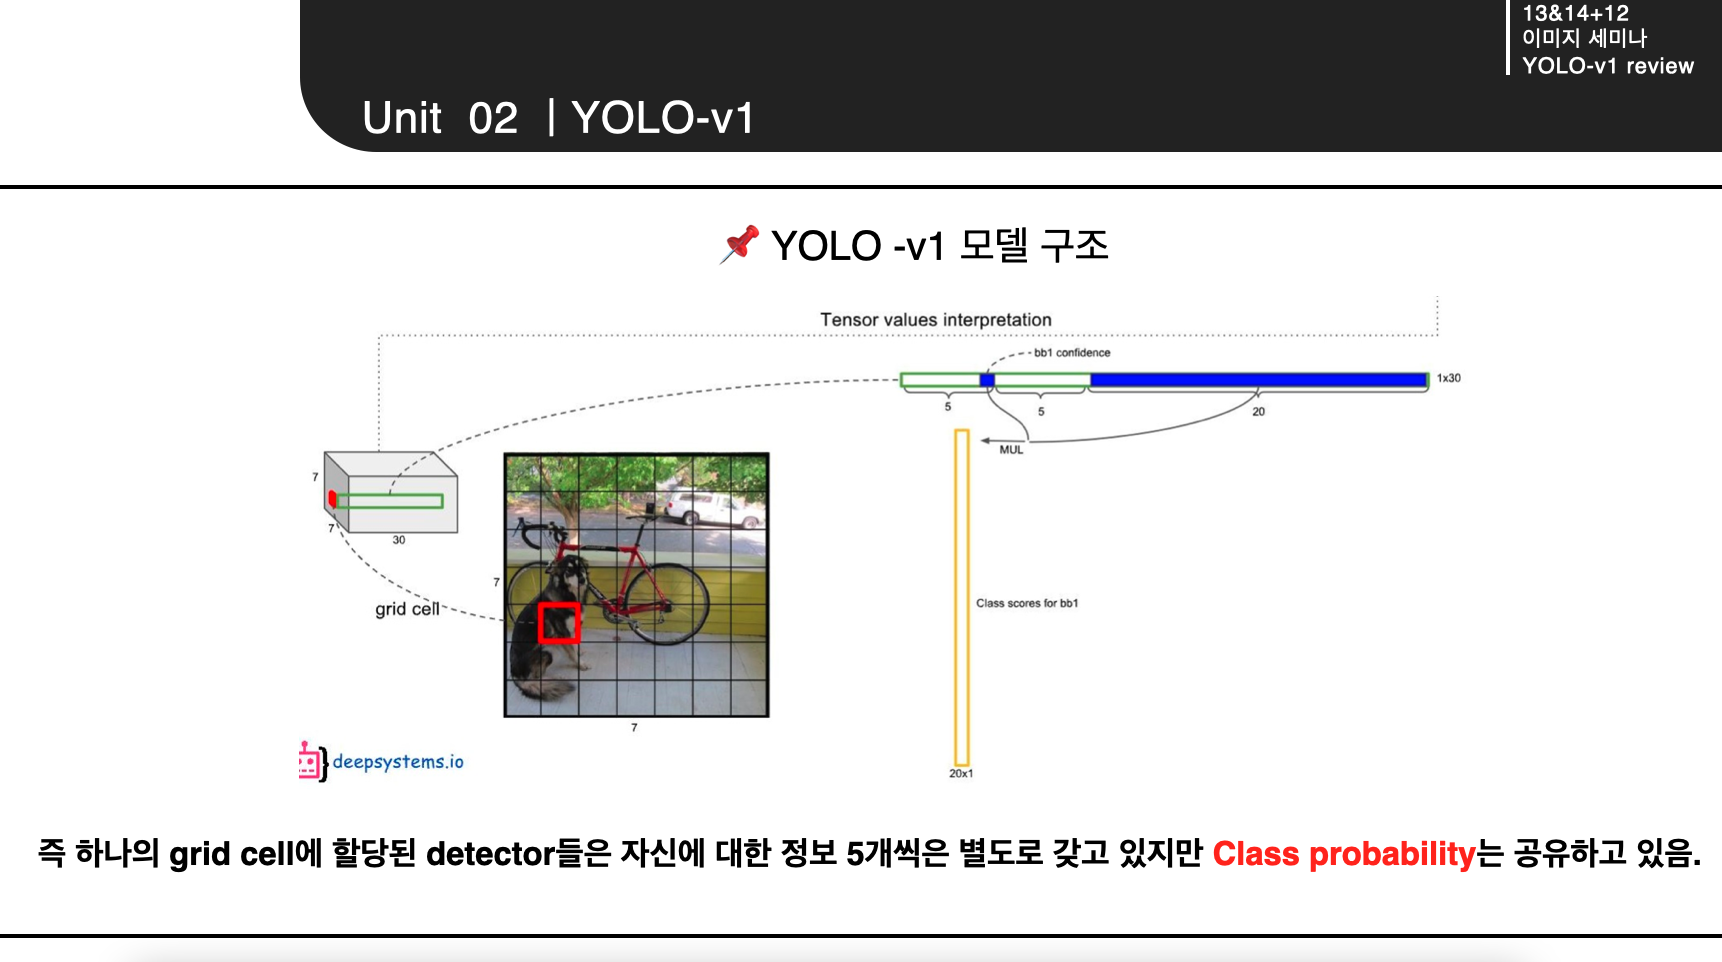 13&14+12
이미지 세미나
YOLO-v1 review
Unit 02 | YOLO-v1
YOLO -v1 모델 구조
Tensor values interpretation
bb1 confidence
1x30
5
5
20
MUL
7
7
30
grid cell
7
7
Class scores for bb1
20x1
deepsystems.io
즉 하나의 grid cell에 할당된 detector들은 자신에 대한 정보 5개씩은 별도로 갖고 있지만 Class probability는 공유하고 있음.